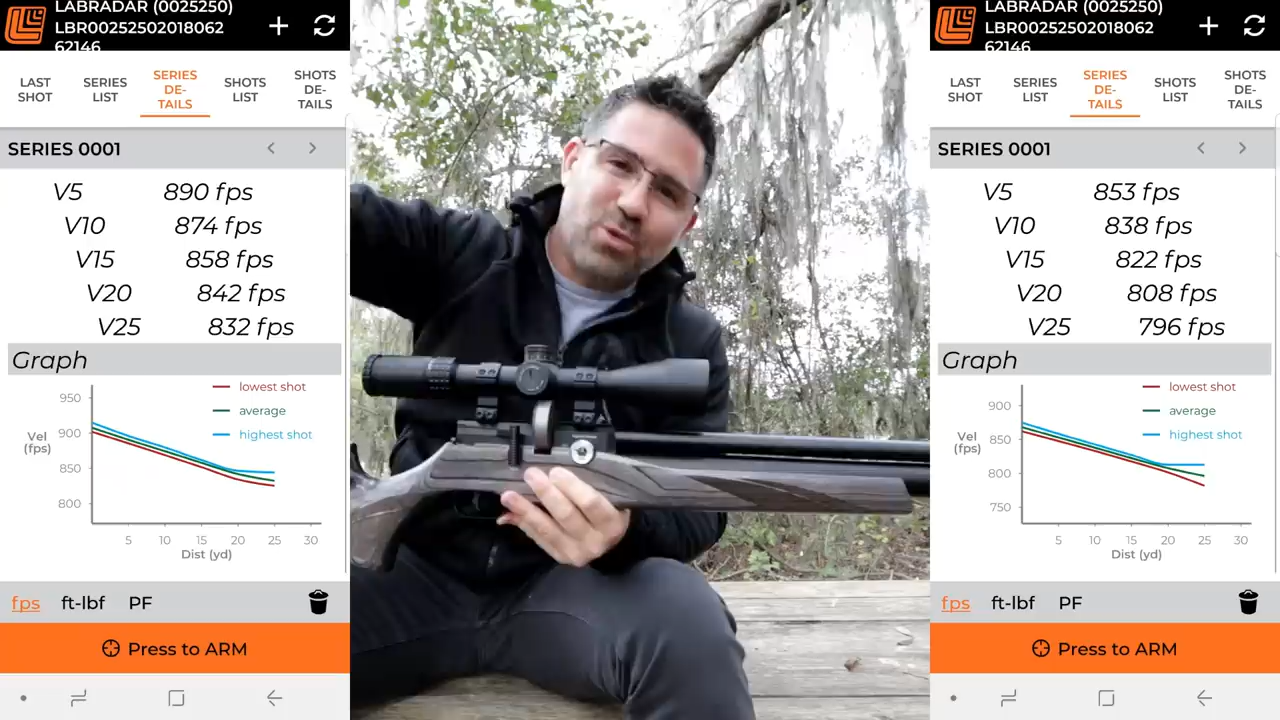 LABRADAR (0025250)
LBR00252502018062
62146
LAST SHOT
SERIES LIST
SERIES DE-TAILS
SHOTS LIST
SHOTS DE-TAILS
SERIES 0001
V5 890 fps
V10 874 fps
V15 858 fps
V20 842 fps
V25 832 fps
Graph
lowest shot
average
highest shot
950
900
850
800
Vel (fps)
5 10 15 20 25 30
Dist (yd)
fps ft-lbf PF
Press to ARM
LABRADAR (0025250)
LBR00252502018062
62146
LAST SHOT
SERIES LIST
SERIES DE-TAILS
SHOTS LIST
SHOTS DE-TAILS
SERIES 0001
V5 853 fps
V10 838 fps
V15 822 fps
V20 808 fps
V25 796 fps
Graph
lowest shot
average
highest shot
900
850
800
750
Vel (fps)
5 10 15 20 25 30
Dist (yd)
fps ft-lbf PF
Press to ARM